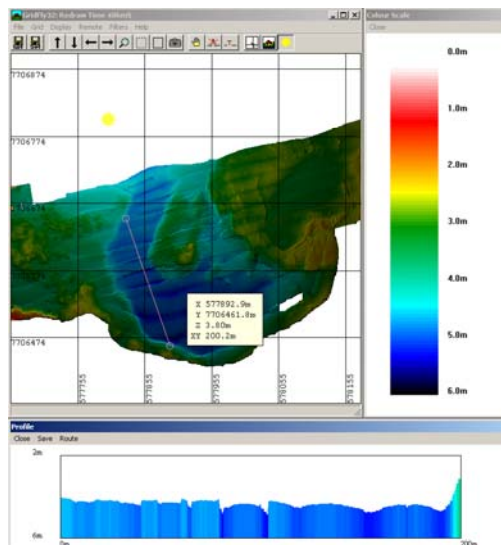 GridFly32: Redraw Time (60sec)
File Grid Display Remote Filters Help
7706874
7706774
7706474
577755
577855
577955
578055
578155
X 577892.9m
Y 7706461.8m
Z 3.80m
XY 200.2m
Colour Scale
Close
0.0m
1.0m
2.0m
3.0m
4.0m
5.0m
6.0m
Profile
Close Save Route
2m
6m
0m
200m